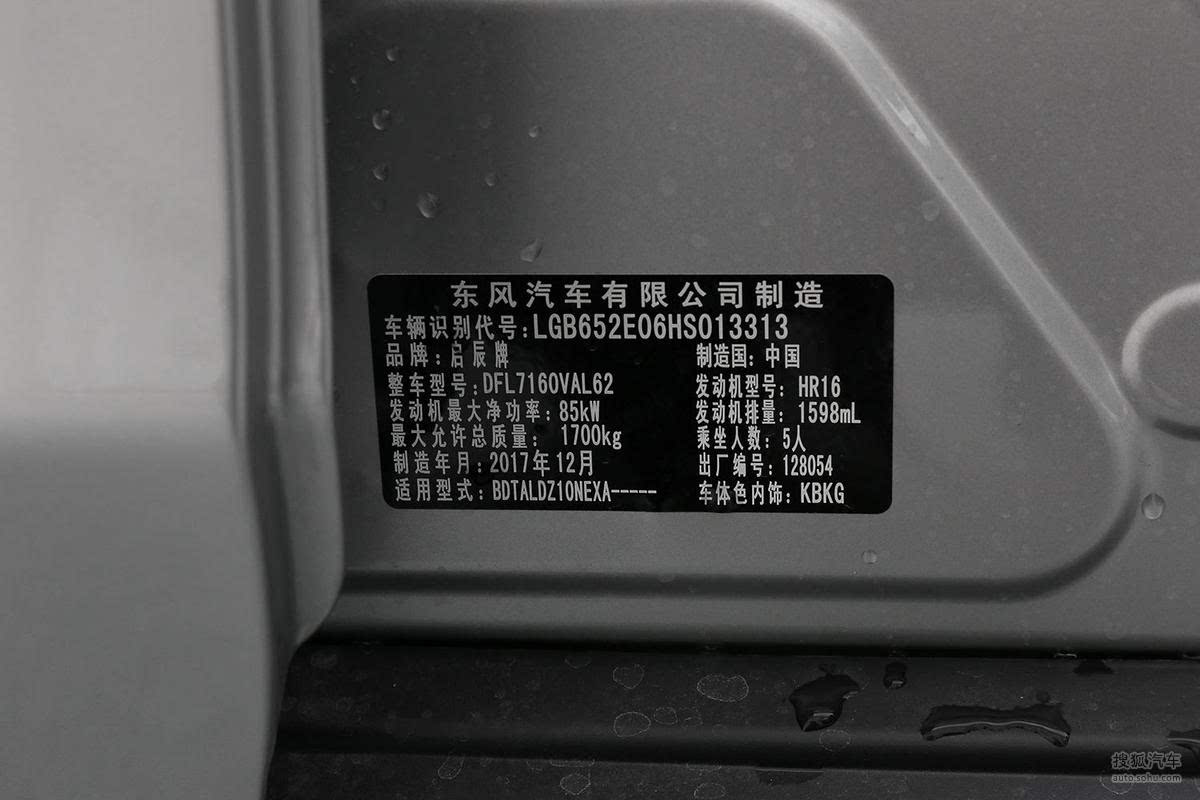 东风汽车有限公司制造
车辆识别代号:LGB652E06HS013313
品牌:启辰牌 制造国:中国
整车型号:DFL7160VAL62 发动机型号:HR16
发动机最大净功率:85kW 发动机排量:1598mL
最大允许总质量: 1700kg 乘坐人数:5人
制造年月:2017年12月 出厂编号:128054
适用型式:BDTALDZ10NEXA----- 车体色内饰:KBKG
搜狐汽车
auto.sohu.com